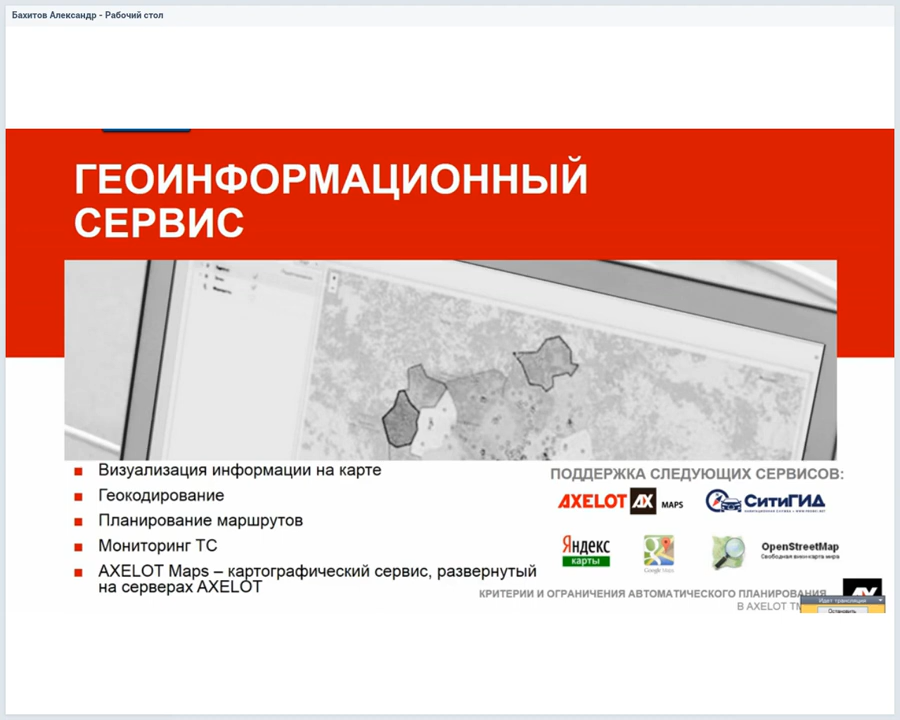 Бахитов Александр - Рабочий стол
ГЕОИНФОРМАЦИОННЫЙ
СЕРВИС
Визуализация информации на карте
Геокодирование
Планирование маршрутов
Мониторинг ТС
AXELOT Maps – картографический сервис, развернутый
на серверах AXELOT
ПОДДЕРЖКА СЛЕДУЮЩИХ СЕРВИСОВ:
AXELOT AX MAPS
СитиГИД
Яндекс
карты
Google Maps
OpenStreetMap
Свободная вики-карта мира
КРИТЕРИИ И ОГРАНИЧЕНИЯ АВТОМАТИЧЕСКОГО ПЛАНИРОВАНИЯ
В AXELOT
Идет трансляция
Остановить